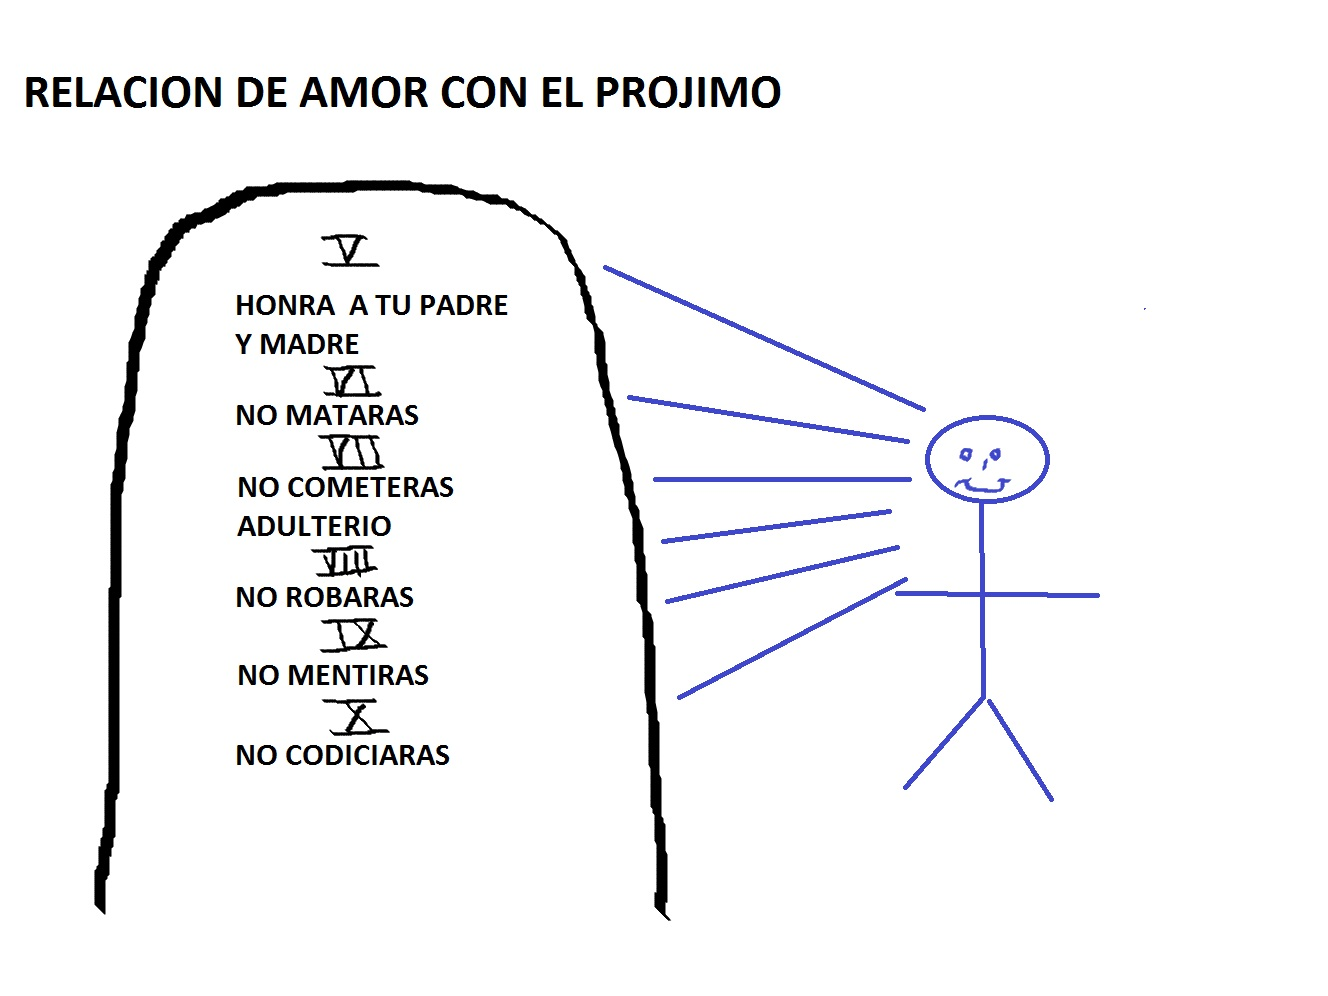 RELACION DE AMOR CON EL PROJIMO
V
HONRA A TU PADRE
Y MADRE
VI
NO MATARAS
VII
NO COMETERAS
ADULTERIO
VIII
NO ROBARAS
IX
NO MENTIRAS
X
NO CODICIARAS